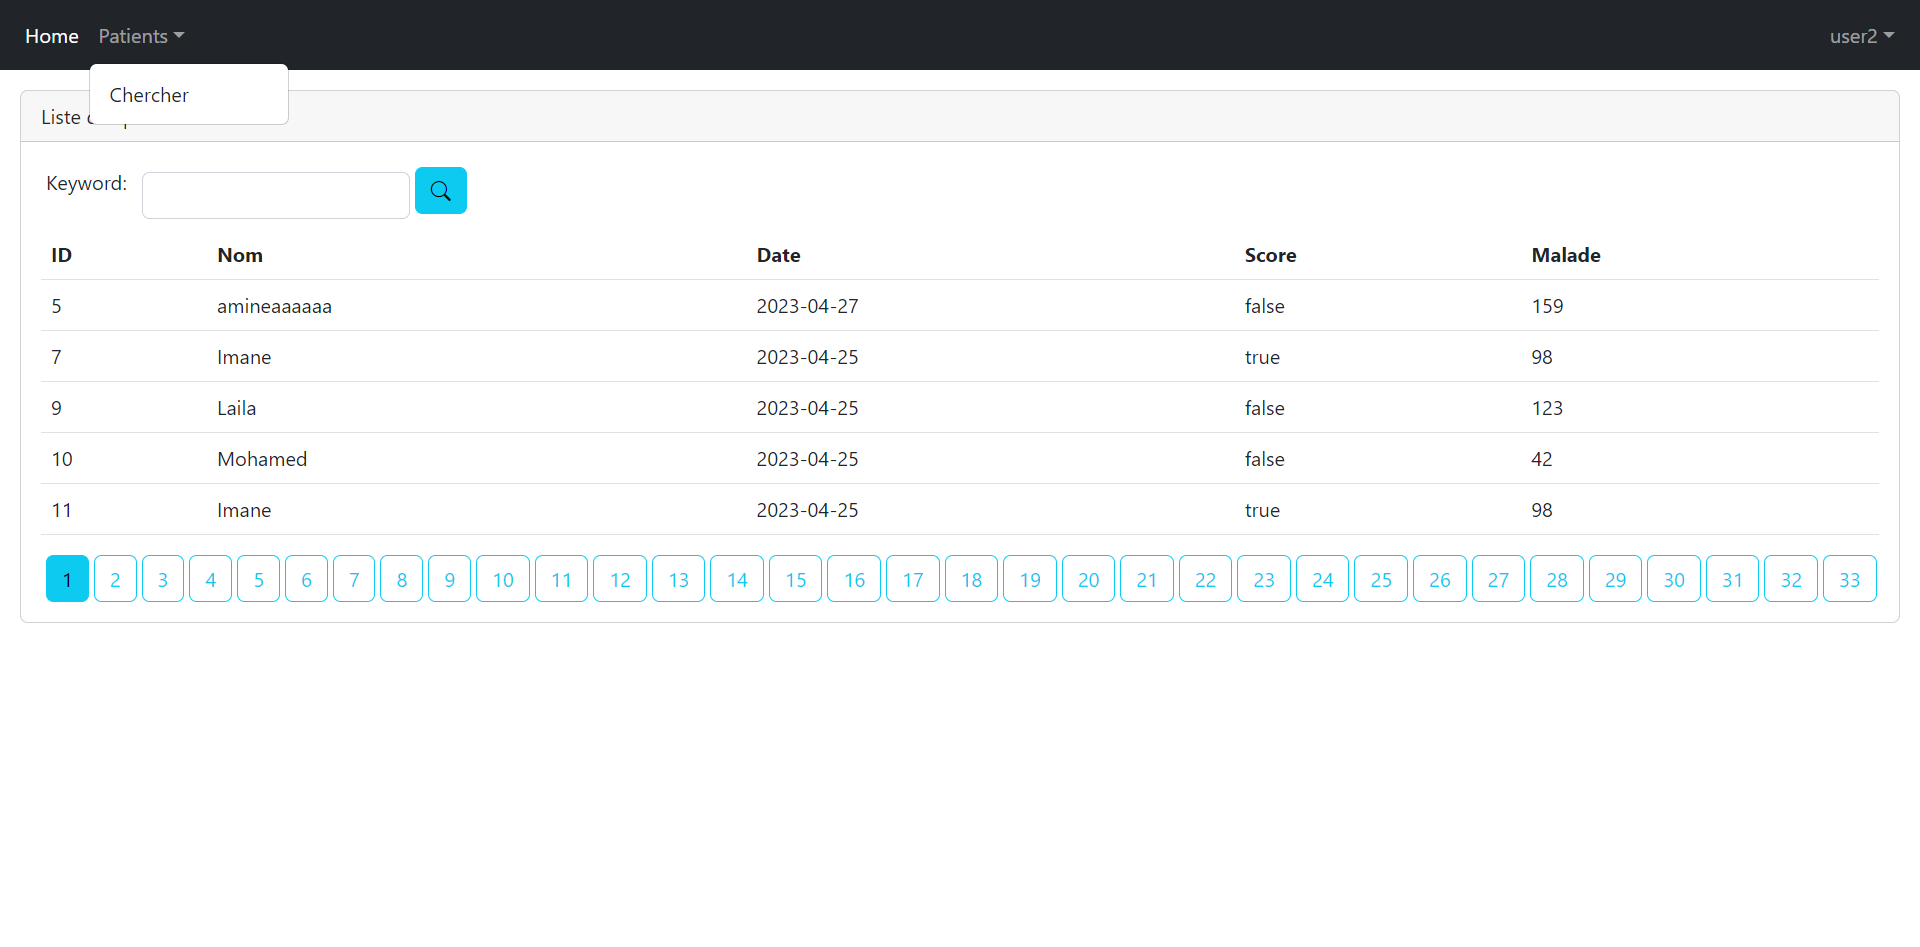 Home Patients user2
Chercher
Liste
Keyword:
ID Nom Date Score Malade
5 amineaaaaaa 2023-04-27 false 159
7 Imane 2023-04-25 true 98
9 Laila 2023-04-25 false 123
10 Mohamed 2023-04-25 false 42
11 Imane 2023-04-25 true 98
1 2 3 4 5 6 7 8 9 10 11 12 13 14 15 16 17 18 19 20 21 22 23 24 25 26 27 28 29 30 31 32 33